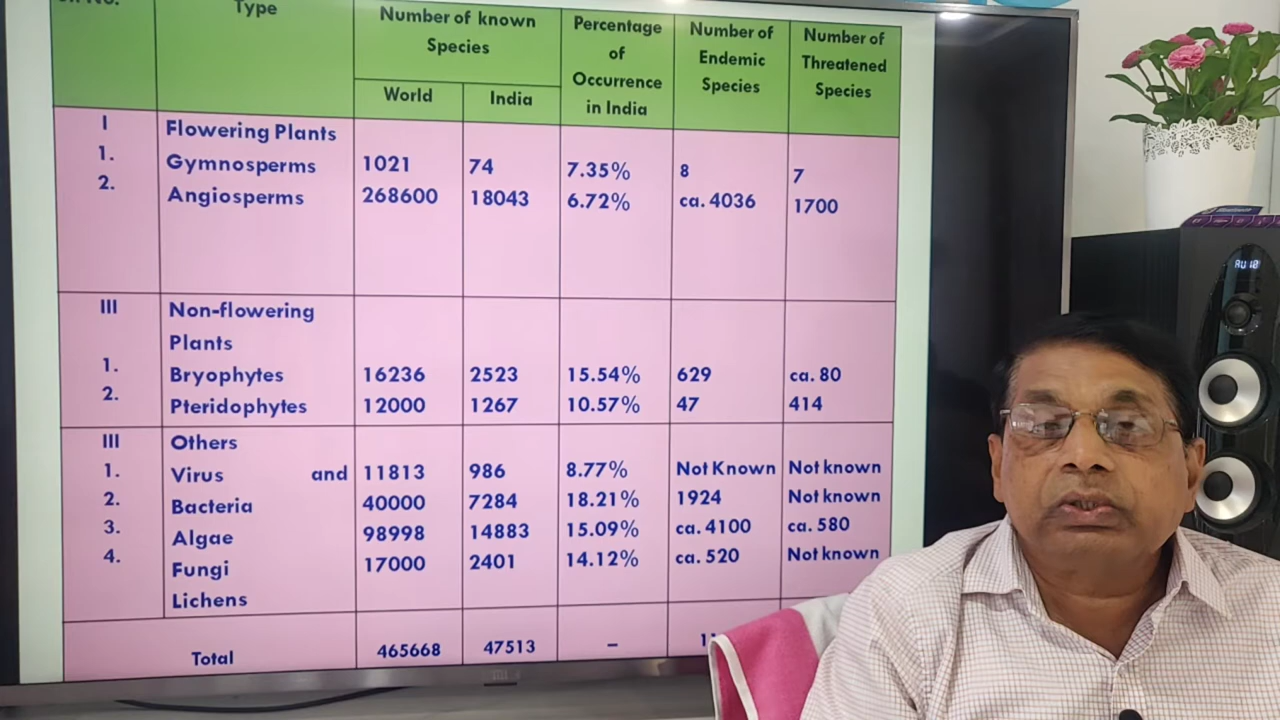 Type
Number of known Species
Percentage of Occurrence in India
Number of Endemic Species
Number of Threatened Species
World
India
I Flowering Plants
1. Gymnosperms 1021 74 7.35% 8 7
2. Angiosperms 268600 18043 6.72% ca. 4036 1700
III Non-flowering Plants
1. Bryophytes 16236 2523 15.54% 629 ca. 80
2. Pteridophytes 12000 1267 10.57% 47 414
III Others
1. Virus and 11813 986 8.77% Not Known Not known
2. Bacteria 40000 7284 18.21% 1924 Not known
3. Algae 98998 14883 15.09% ca. 4100 ca. 580
4. Fungi 17000 2401 14.12% ca. 520 Not known
Lichens
Total 465668 47513 –